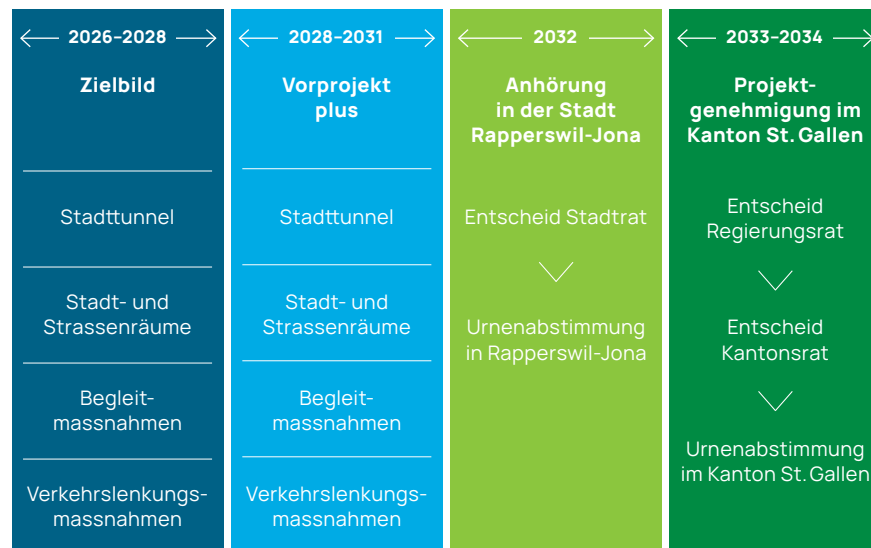 2026–2028
Zielbild
Stadttunnel
Stadt- und
Strassenräume
Begleit-
massnahmen
Verkehrslenkungs-
massnahmen
2028–2031
Vorprojekt
plus
Stadttunnel
Stadt- und
Strassenräume
Begleit-
massnahmen
Verkehrslenkungs-
massnahmen
2032
Anhörung
in der Stadt
Rapperswil-Jona
Entscheid Stadtrat
Urnenabstimmung
in Rapperswil-Jona
2033–2034
Projekt-
genehmigung im
Kanton St. Gallen
Entscheid
Regierungsrat
Entscheid
Kantonsrat
Urnenabstimmung
im Kanton St. Gallen